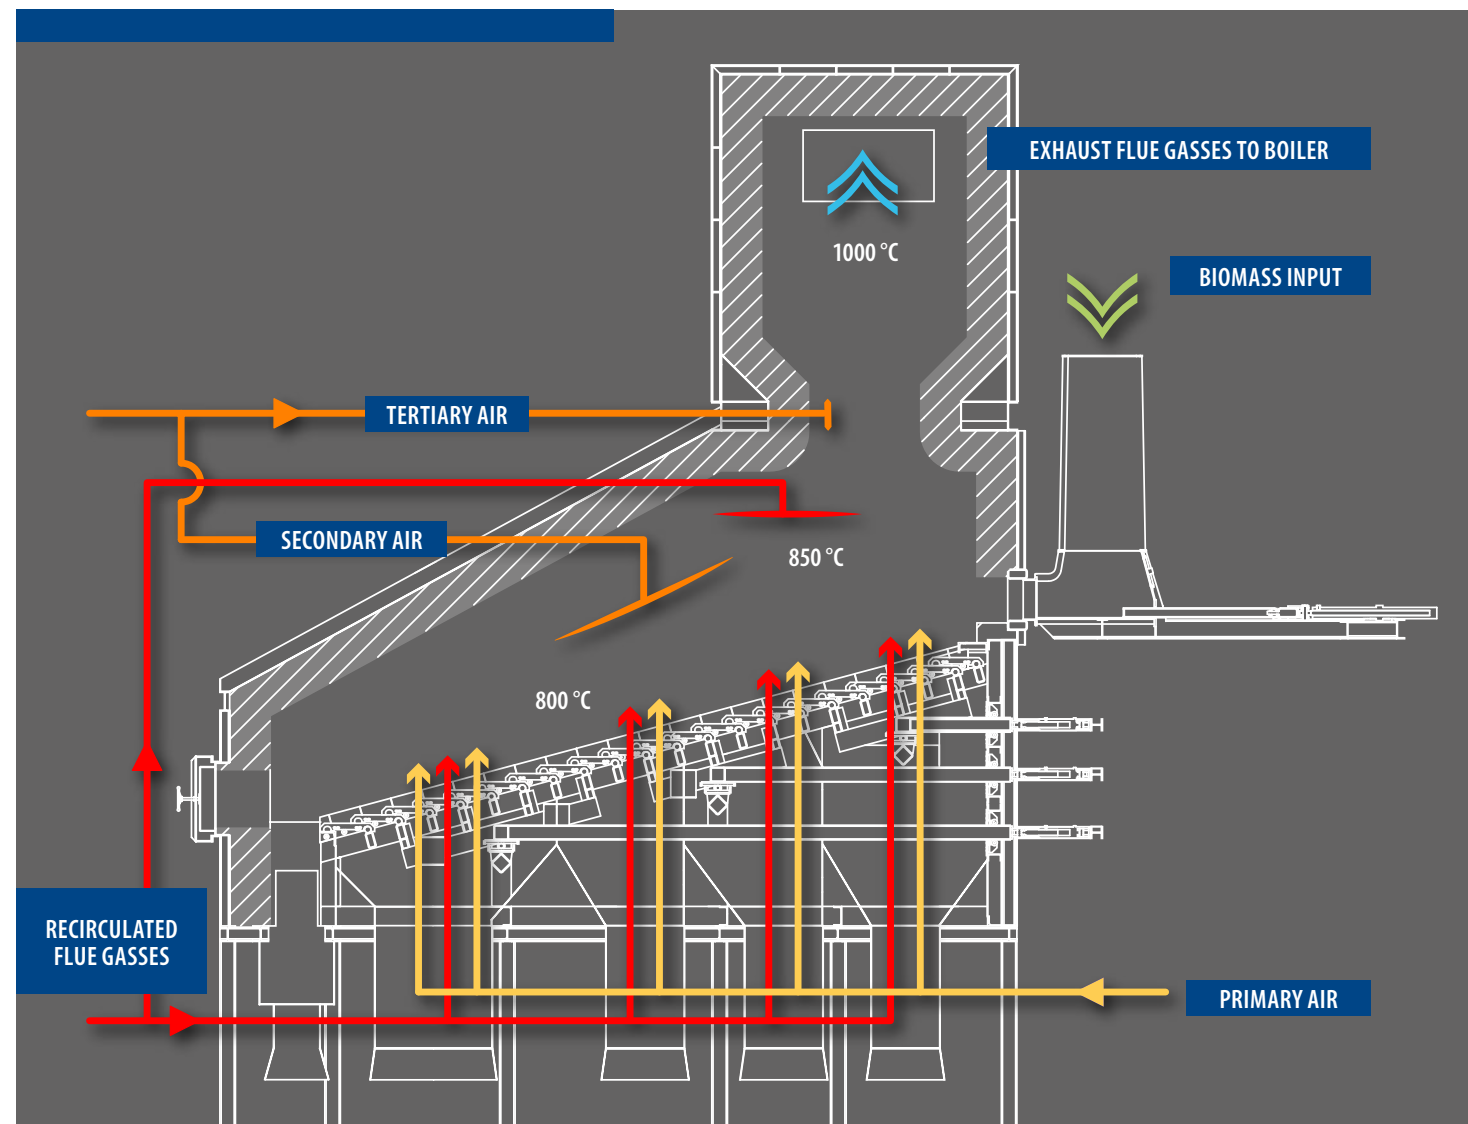 EXHAUST FLUE GASSES TO BOILER
1000 °C
BIOMASS INPUT
TERTIARY AIR
SECONDARY AIR
850 °C
800 °C
RECIRCULATED
FLUE GASSES
PRIMARY AIR